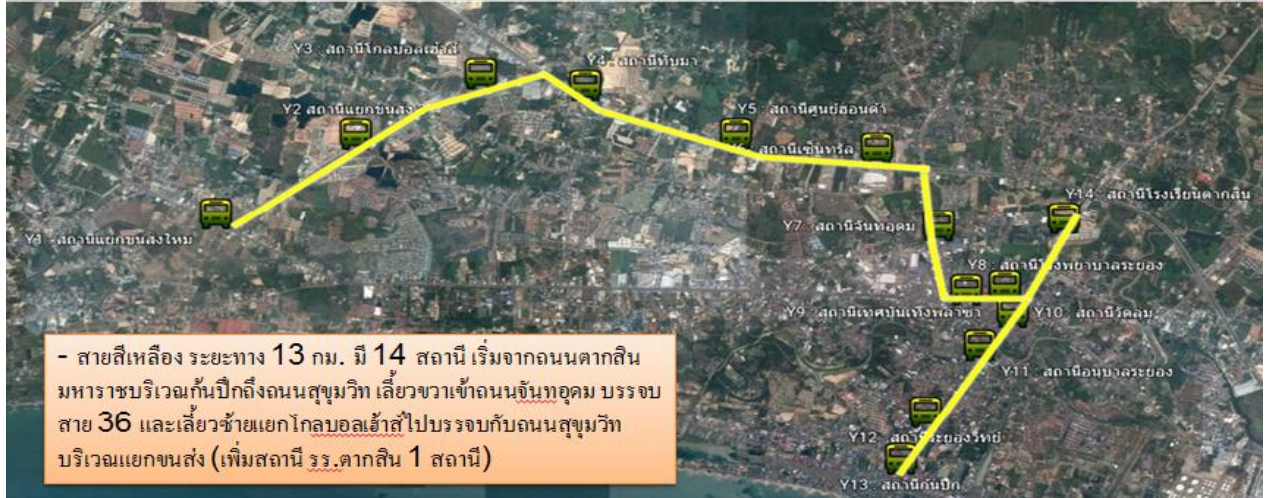 Y3 : สถานีโกลบอลเฮ้าส์
Y4 : สถานีทับมา
Y2 สถานีแยกขนส่ง
Y5 : สถานีศูนย์ฮอนด้า
สถานีเซ็นทรัล
Y14 : สถานีโรงเรียนตากสิน
Y1 : สถานีแยกขนส่งใหม่
Y7 : สถานีจันทอุดม
Y8 : สถานีโรงพยาบาลระยอง
Y9 : สถานีเทศบันเทิงพลาซ่า
Y10 : สถานีวัดลุ่ม
Y11 : สถานีอนุบาลระยอง
Y12 : สถานีระยองวิทย์
Y13 : สถานีก้นปึก
- สายสีเหลือง ระยะทาง 13 กม. มี 14 สถานี เริ่มจากถนนตากสิน
มหาราชบริเวณก้นปึกถึงถนนสุขุมวิท เลี้ยวขวาเข้าถนนจันทอุดม บรรจบ
สาย 36 และเลี้ยวซ้ายแยกโกลบอลเฮ้าส์ไปบรรจบกับถนนสุขุมวิท
บริเวณแยกขนส่ง (เพิ่มสถานี รร.ตากสิน 1 สถานี)